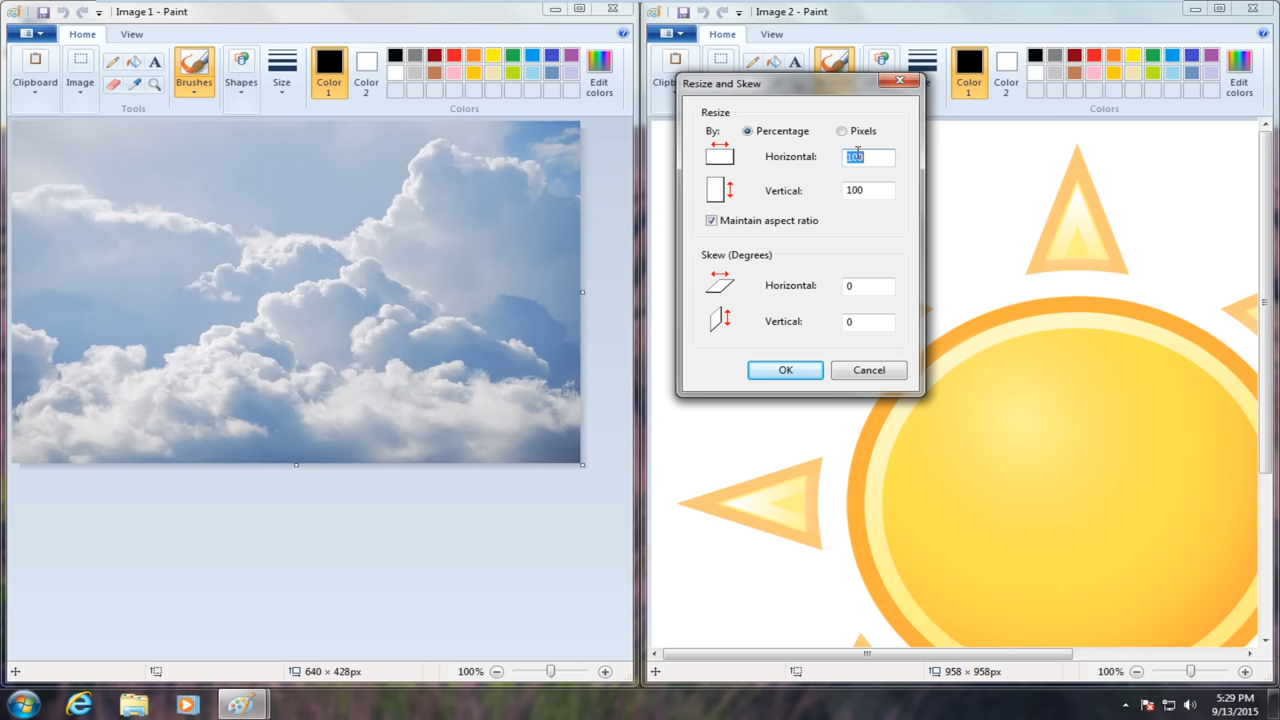 Image 1 - Paint
Home
View
Clipboard
Image
Brushes
Shapes
Size
Color 1
Color 2
Edit colors
Tools
Colors
640 × 428px
100%
Image 2 - Paint
Home
View
Color 1
Color 2
Edit colors
Colors
Resize and Skew
Resize
By:
Percentage
Pixels
Horizontal:
100
Vertical:
100
Maintain aspect ratio
Skew (Degrees)
Horizontal:
0
Vertical:
0
OK
Cancel
958 × 958px
100%
5:29 PM
9/13/2015